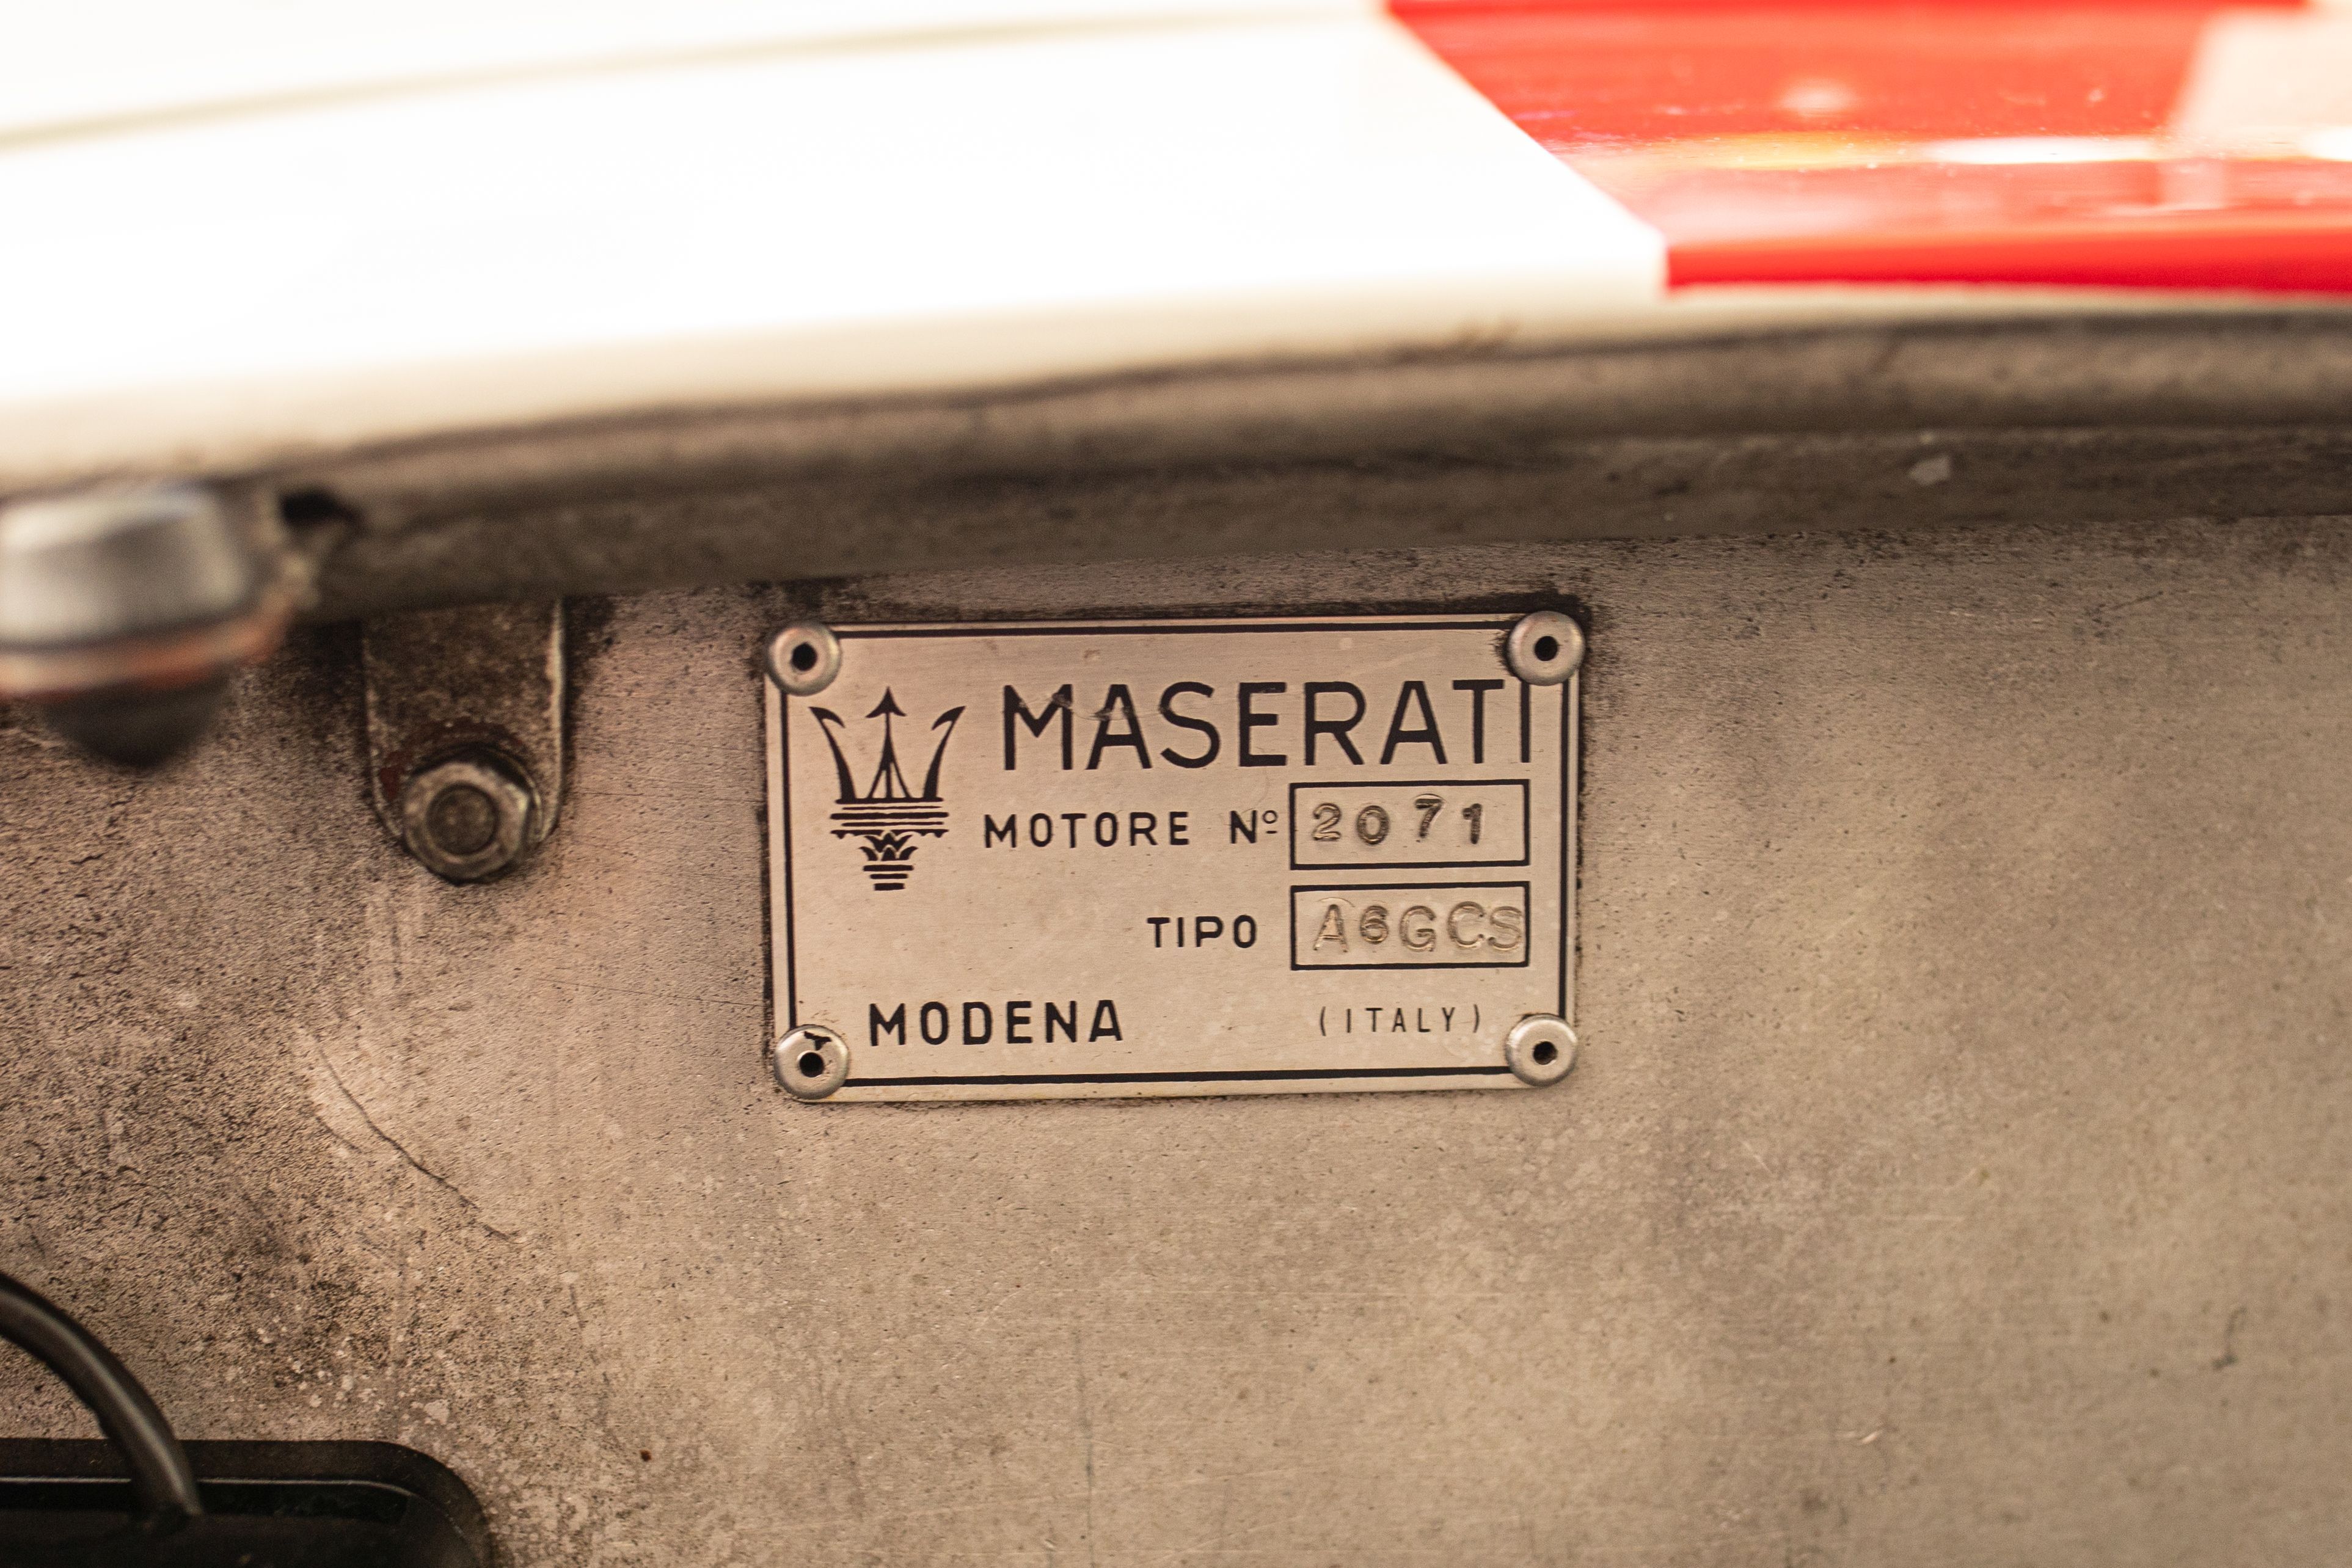 MASERATI
MOTORE Nº 2071
TIPO A6GCS
MODENA (ITALY)